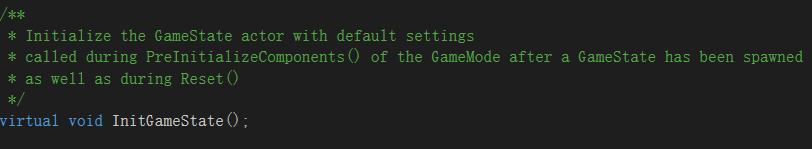 /**
* Initialize the GameState actor with default settings
* called during PreInitializeComponents() of the GameMode after a GameState has been spawned
* as well as during Reset()
*/
virtual void InitGameState();